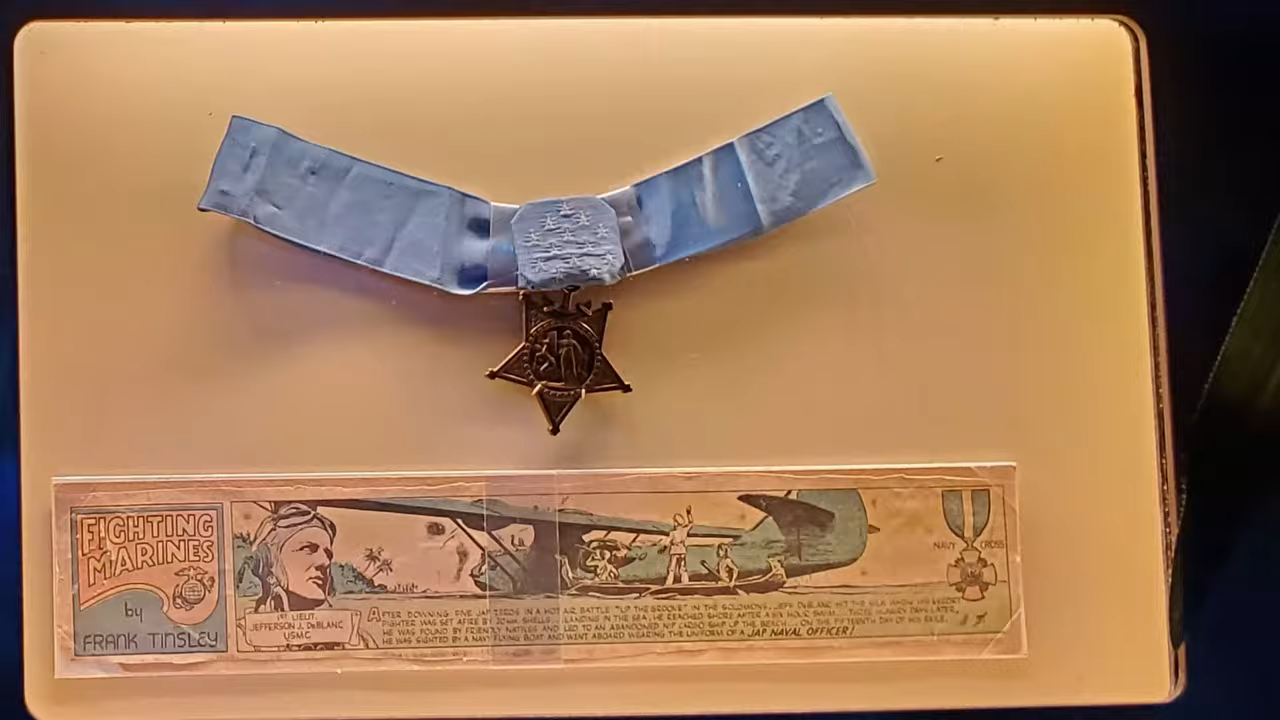 FIGHTING
MARINES
by
FRANK TINSLEY
1ST LIEUT.
JEFFERSON J. DeBLANC
USMC
AFTER DOWNING FIVE JAP ZEROS IN A HOT AIR BATTLE "UP THE GROOVE" IN THE SOLOMONS, JEFF DeBLANC HIT THE SILK WHEN HIS ESCORT
FIGHTER WAS SET AFIRE BY 20MM. SHELLS... LANDING IN THE SEA, HE REACHED SHORE AFTER A SIX HOUR SWIM... THREE HUNGRY DAYS LATER,
HE WAS FOUND BY FRIENDLY NATIVES AND LED TO AN ABANDONED NIP CARGO SHIP UP THE BEACH... ON THE FIFTEENTH DAY OF HIS EXILE,
HE WAS SIGHTED BY A NAVY FLYING BOAT AND WENT ABOARD WEARING THE UNIFORM OF A JAP NAVAL OFFICER!
NAVY CROSS